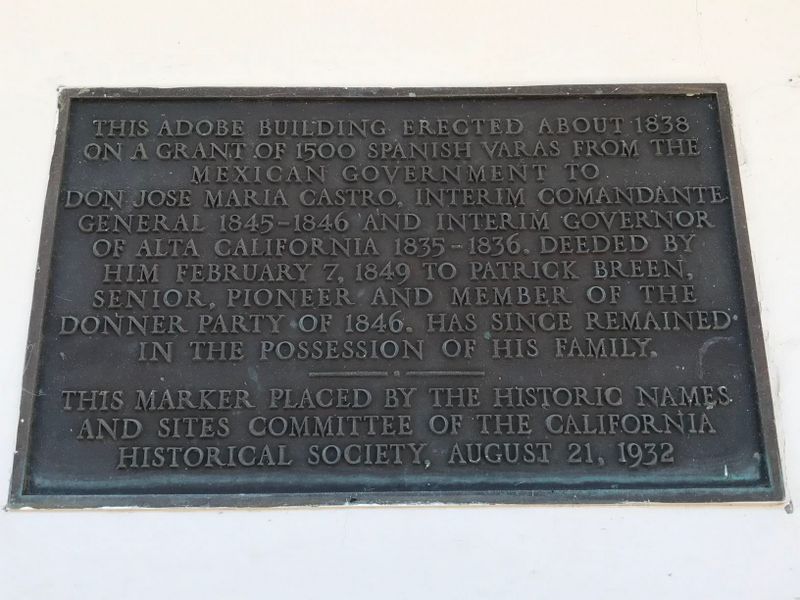 THIS ADOBE BUILDING ERECTED ABOUT 1838
ON A GRANT OF 1500 SPANISH VARAS FROM THE
MEXICAN GOVERNMENT TO
DON JOSE MARIA CASTRO, INTERIM COMANDANTE
GENERAL 1845-1846 AND INTERIM GOVERNOR
OF ALTA CALIFORNIA 1835-1836. DEEDED BY
HIM FEBRUARY 7, 1849 TO PATRICK BREEN,
SENIOR, PIONEER AND MEMBER OF THE
DONNER PARTY OF 1846. HAS SINCE REMAINED
IN THE POSSESSION OF HIS FAMILY.
THIS MARKER PLACED BY THE HISTORIC NAMES
AND SITES COMMITTEE OF THE CALIFORNIA
HISTORICAL SOCIETY, AUGUST 21, 1932